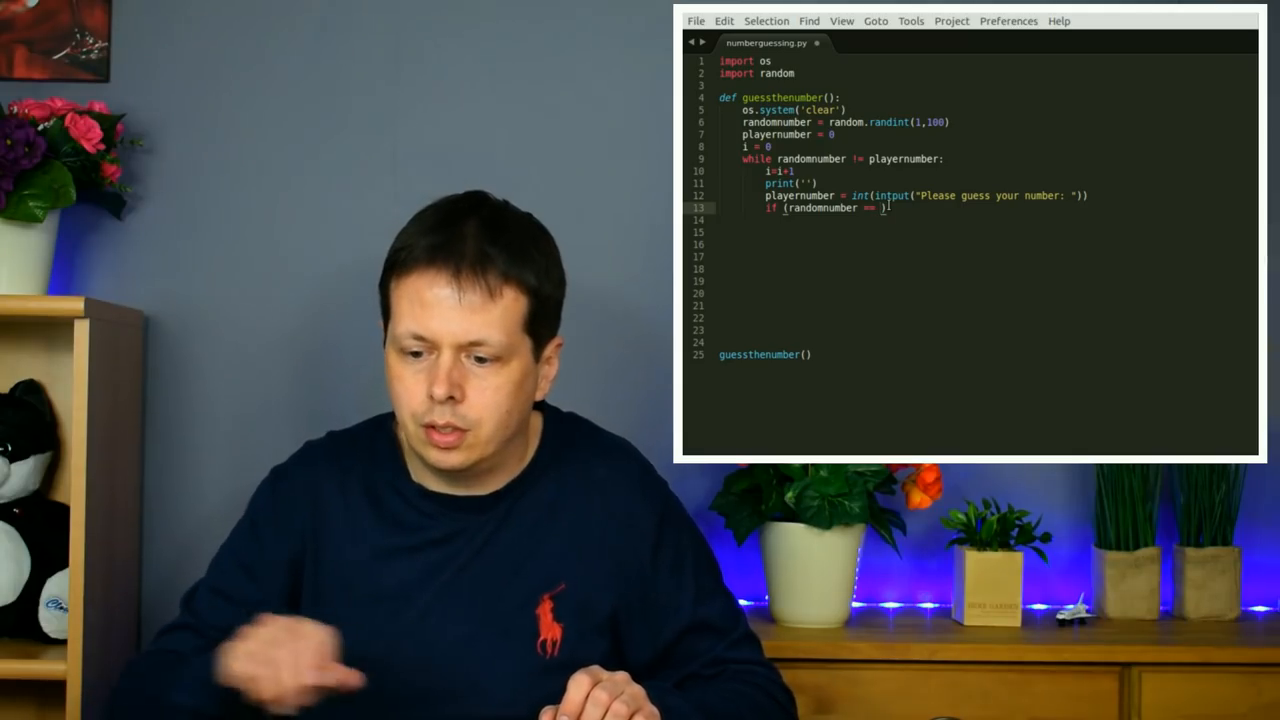 File Edit Selection Find View Goto Tools Project Preferences Help
numberguessing.py
1 import os
2 import random
3
4 def guessthenumber():
5 os.system('clear')
6 randomnumber = random.randint(1,100)
7 playernumber = 0
8 i = 0
9 while randomnumber != playernumber:
10 i=i+1
11 print('')
12 playernumber = int(intput("Please guess your number: "))
13 if (randomnumber == )
14
15
16
17
18
19
20
21
22
23
24
25 guessthenumber()
HERB GARDEN